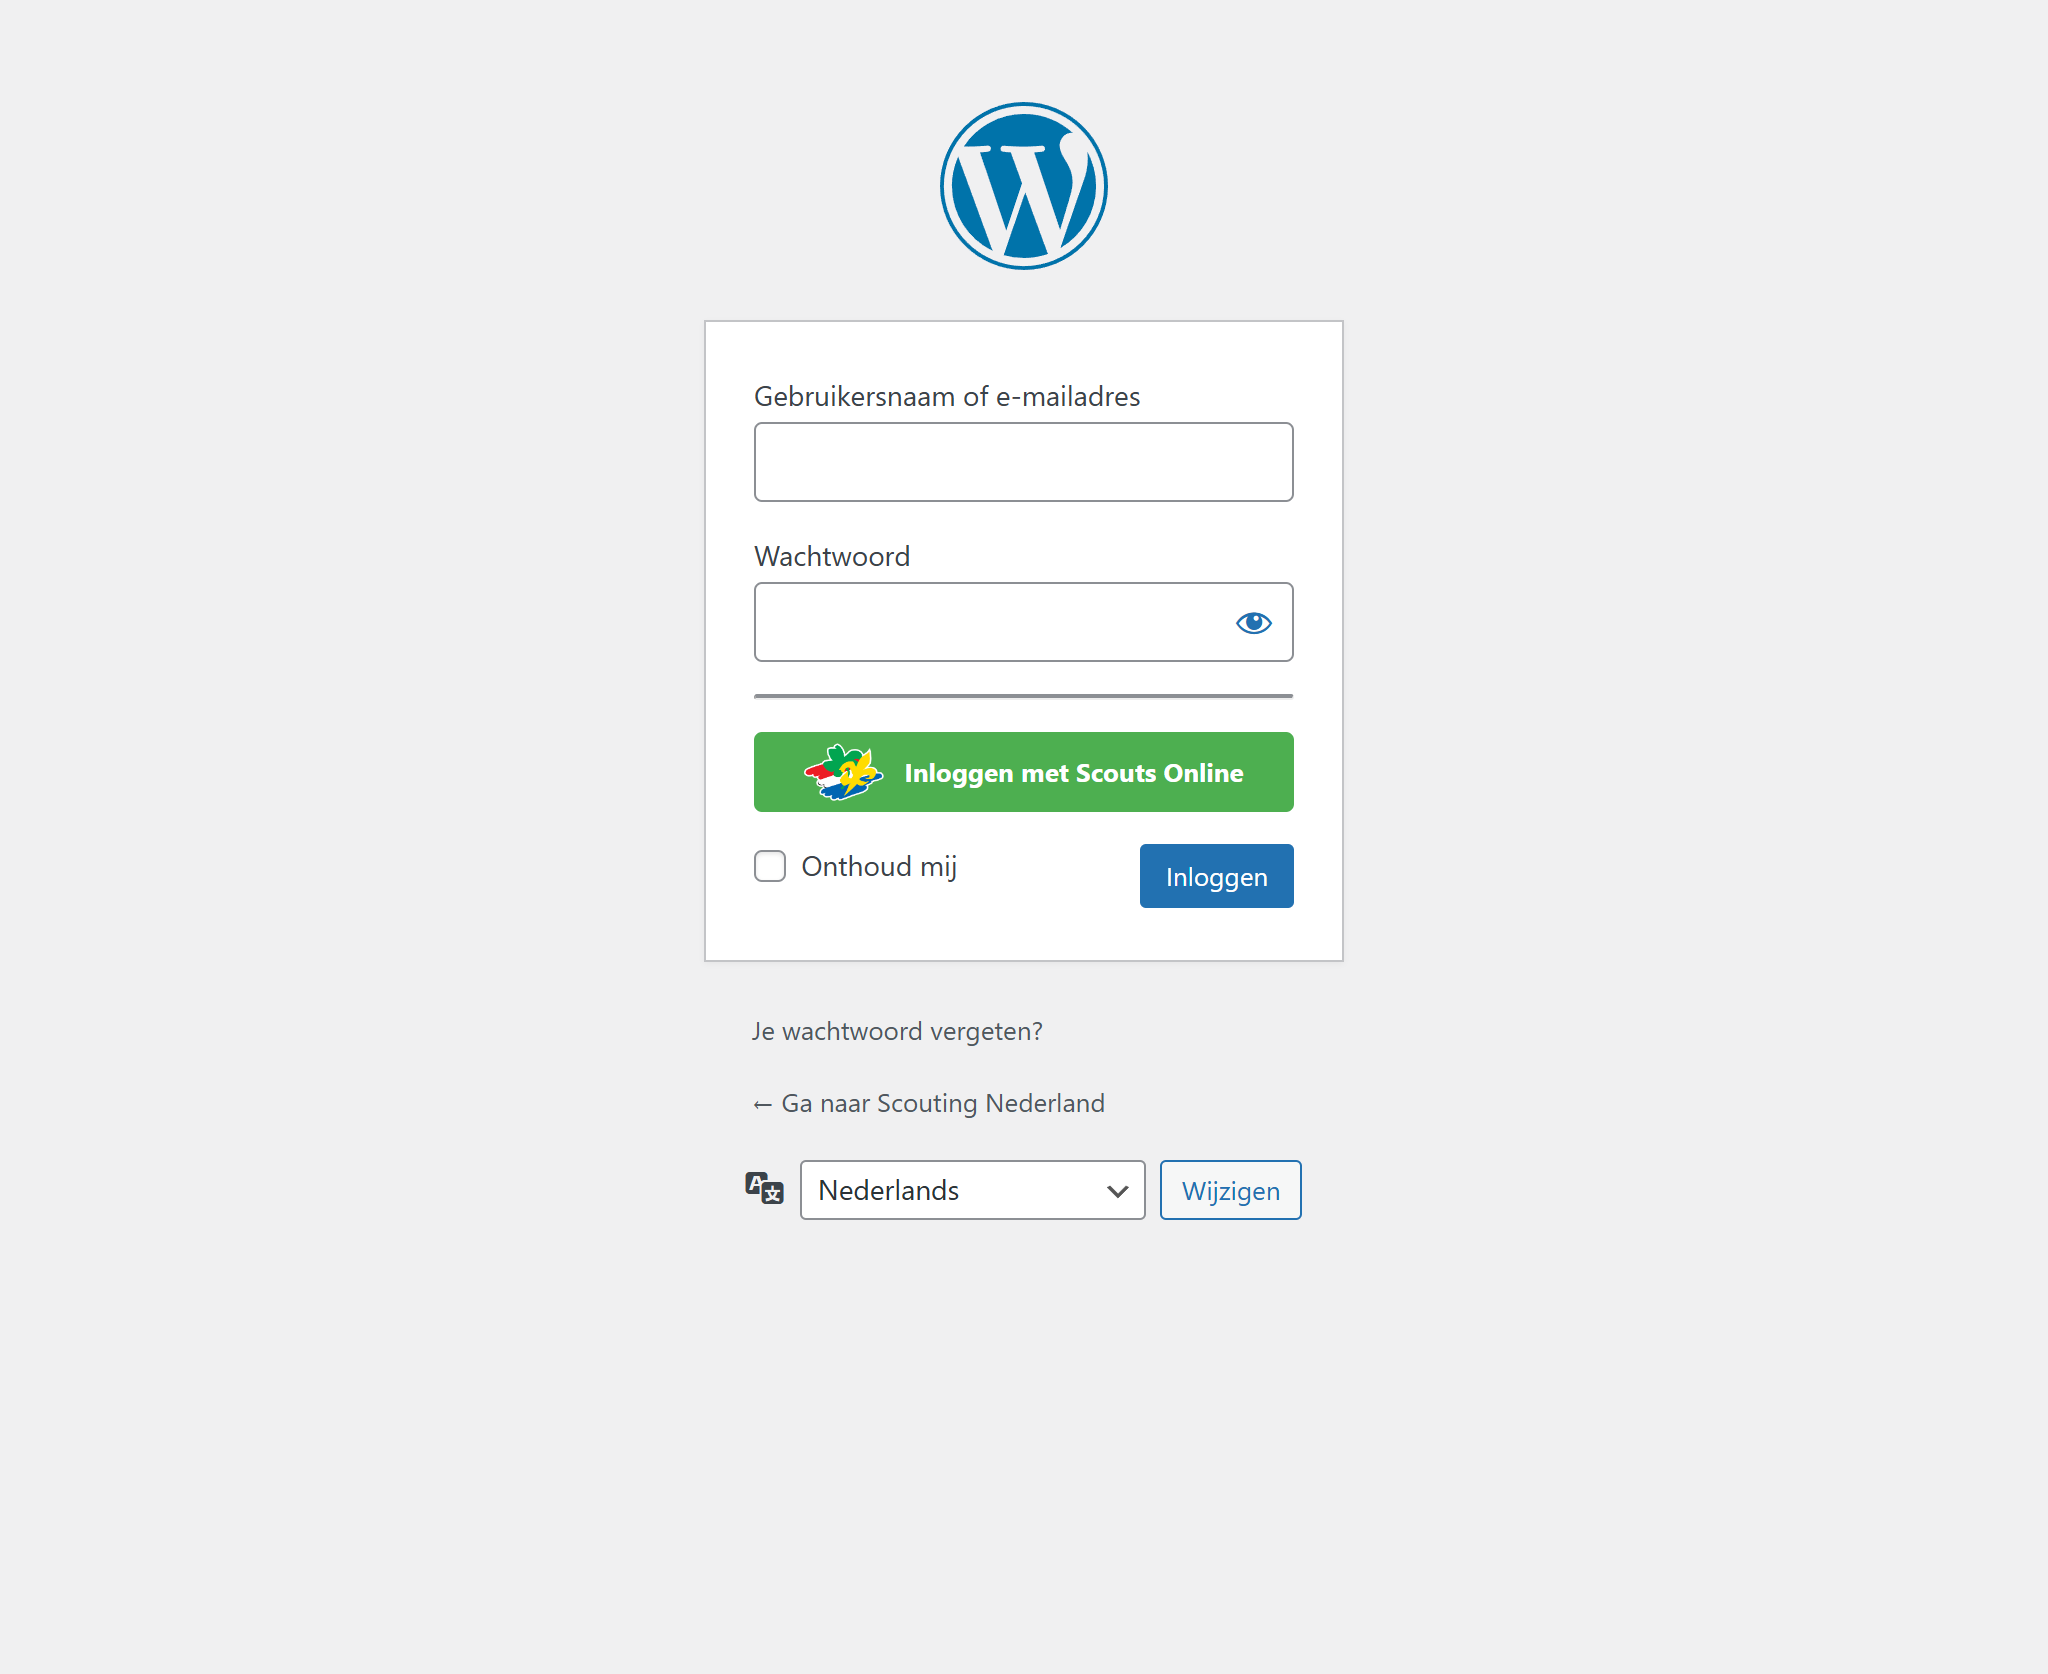 Gebruikersnaam of e-mailadres
Wachtwoord
Inloggen met Scouts Online
Onthoud mij
Inloggen
Je wachtwoord vergeten?
← Ga naar Scouting Nederland
Nederlands
Wijzigen